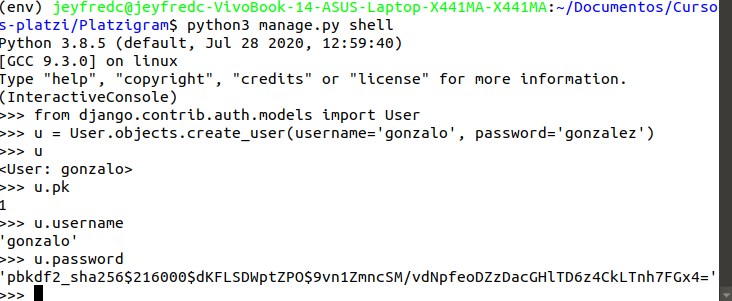 (env) jeyfredc@jeyfredc-VivoBook-14-ASUS-Laptop-X441MA-X441MA:~/Documentos/Curso
s-platzi/Platzigram$ python3 manage.py shell
Python 3.8.5 (default, Jul 28 2020, 12:59:40)
[GCC 9.3.0] on linux
Type "help", "copyright", "credits" or "license" for more information.
(InteractiveConsole)
>>> from django.contrib.auth.models import User
>>> u = User.objects.create_user(username='gonzalo', password='gonzalez')
>>> u
<User: gonzalo>
>>> u.pk
1
>>> u.username
'gonzalo'
>>> u.password
'pbkdf2_sha256$216000$dKFLSDWptZPO$9vn1ZmncSM/vdNpfeoDZzDacGHlTD6z4CkLTnh7FGx4='
>>>